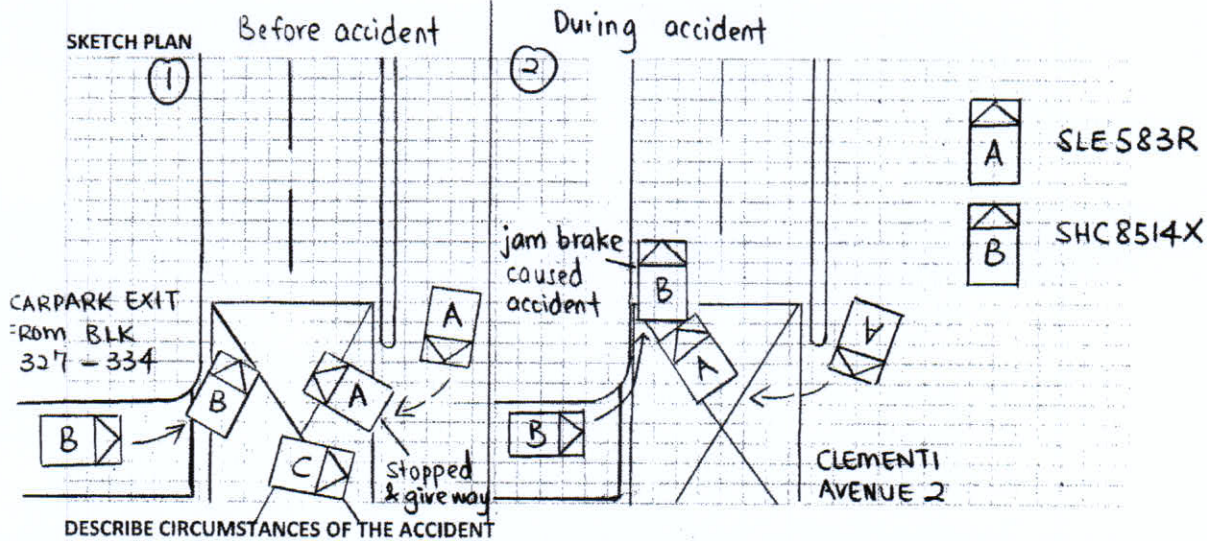 SKETCH PLAN
Before accident
During accident
1
2
A
SLE583R
B
SHC8514X
jam brake
caused
accident
CARPARK EXIT
From BLK
327 - 334
B
B
A
A
C
stopped
& give way
B
B
A
A
CLEMENTI
AVENUE 2
DESCRIBE CIRCUMSTANCES OF THE ACCIDENT